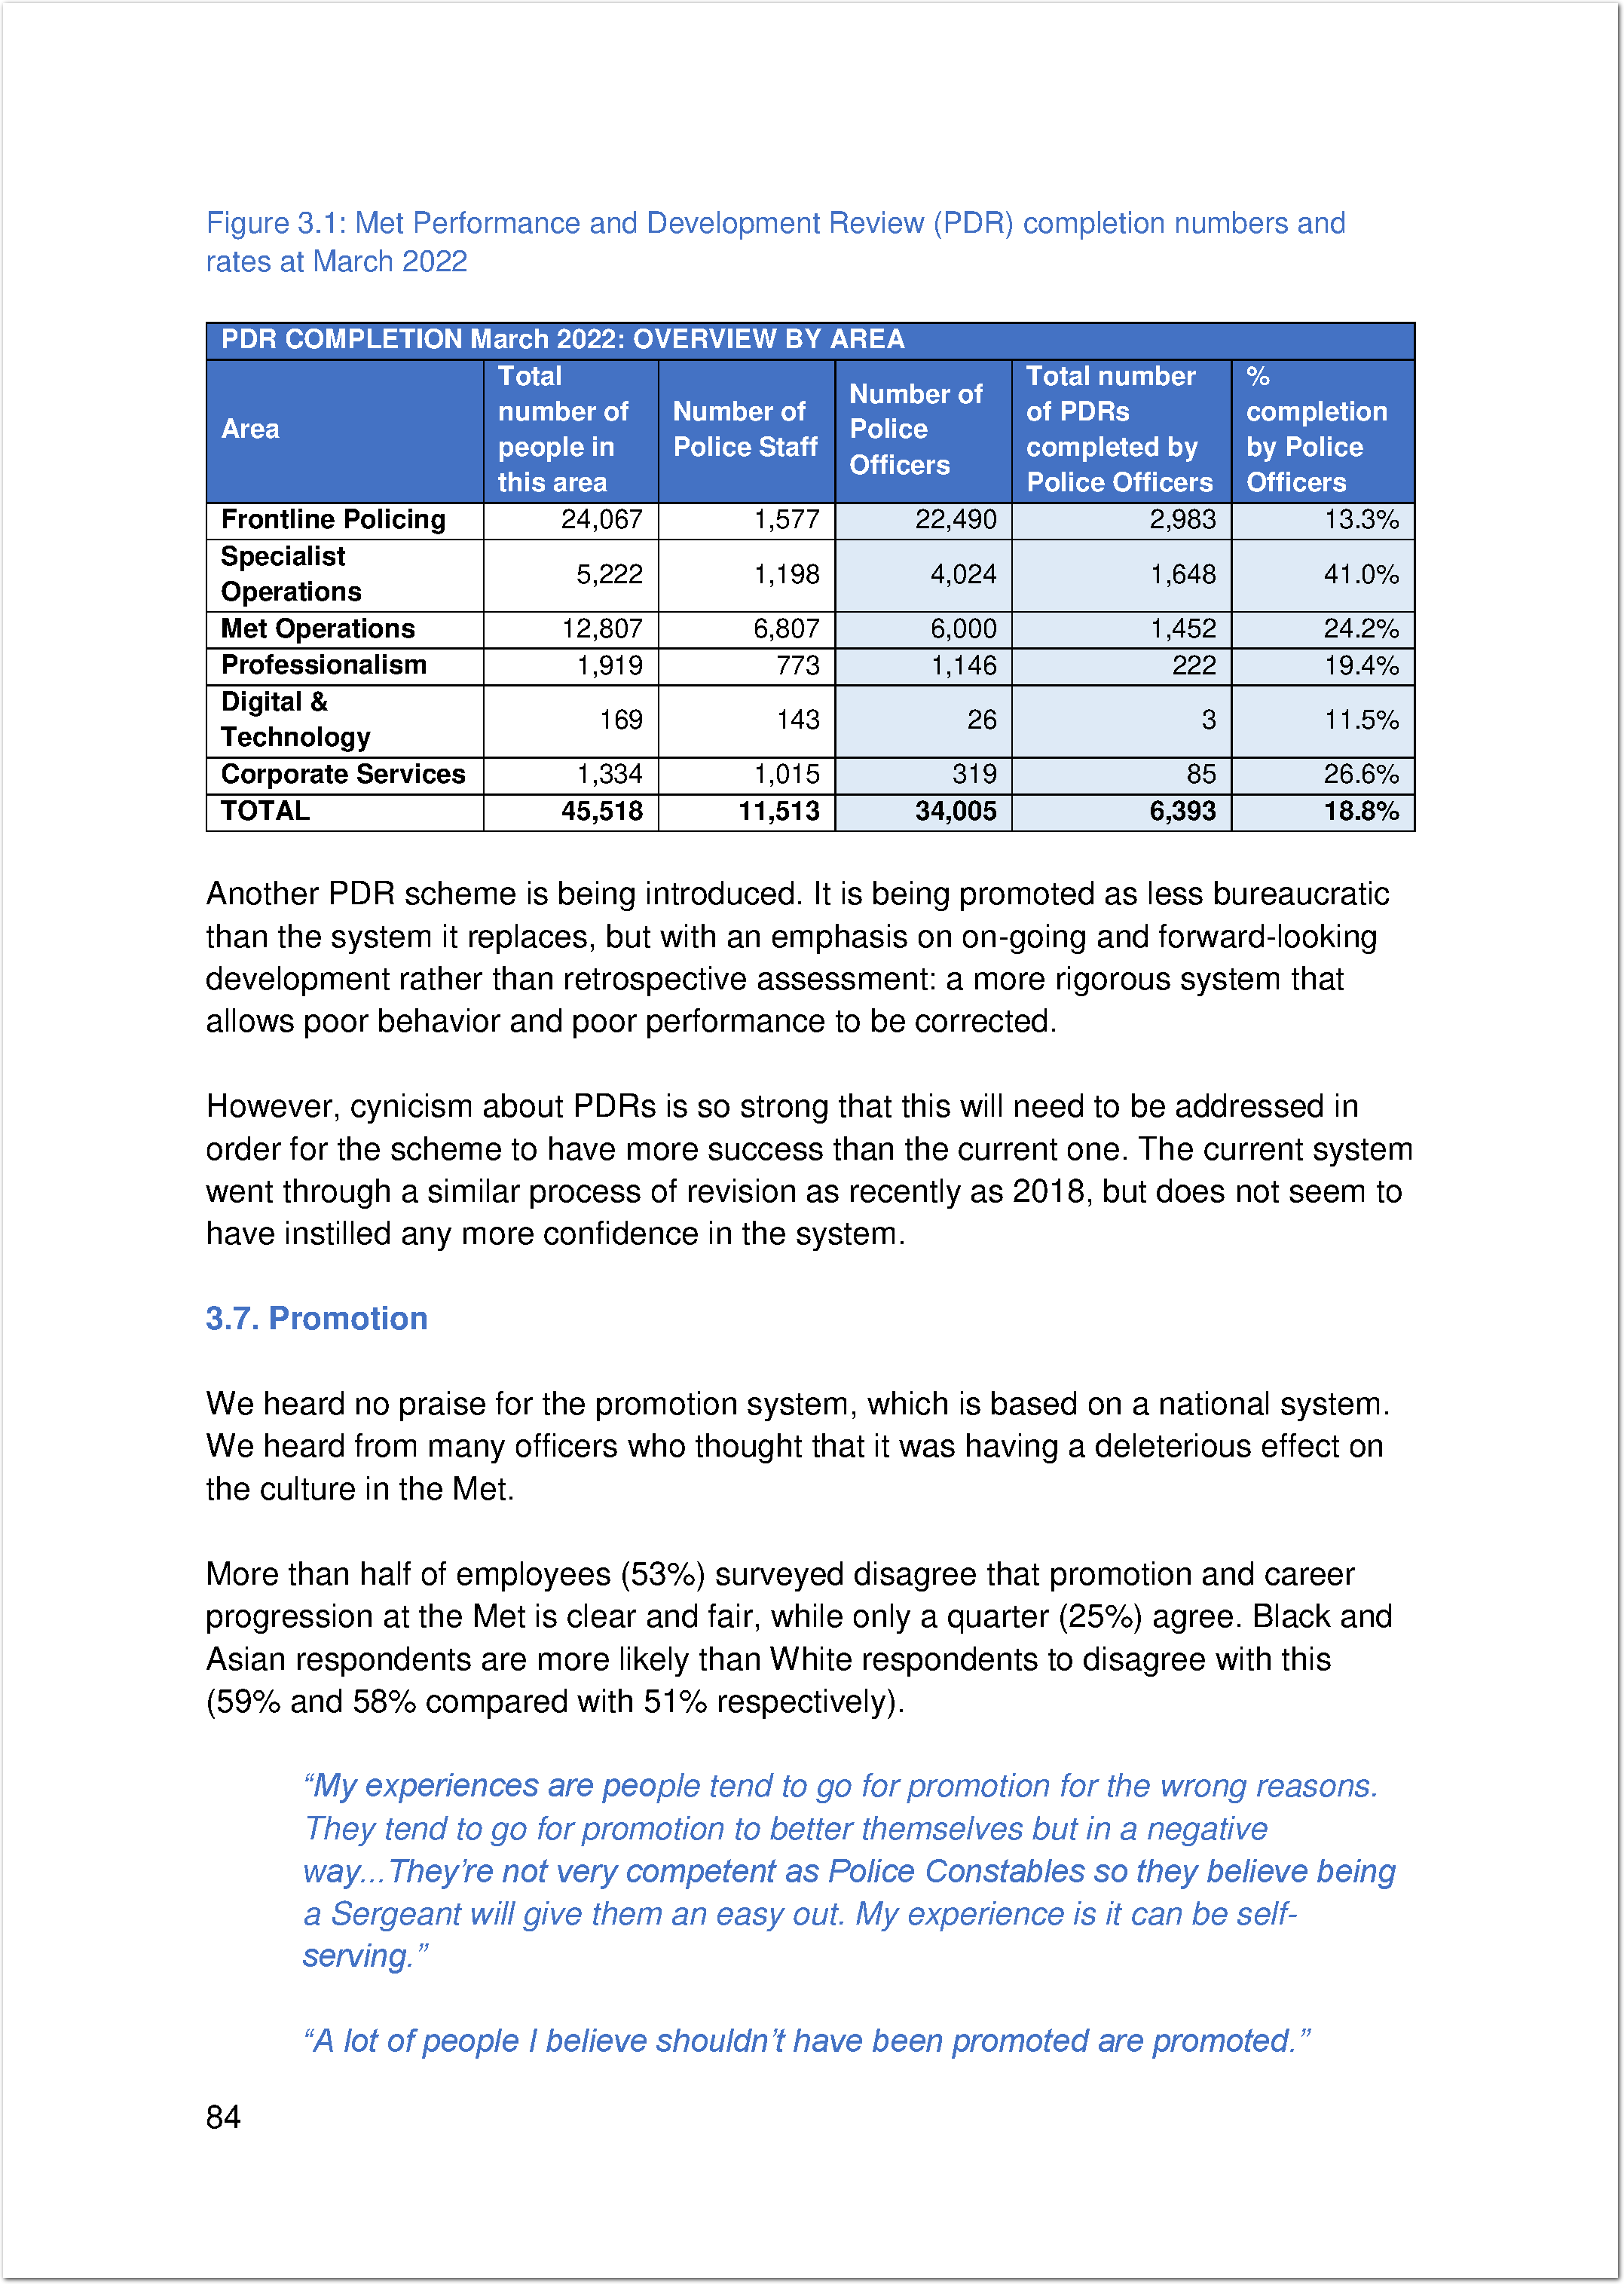 Figure 3.1: Met Performance and Development Review (PDR) completion numbers and
rates at March 2022
PDR COMPLETION March 2022: OVERVIEW BY AREA
Area Total number of people in this area Number of Police Staff Number of Police Officers Total number of PDRs completed by Police Officers % completion by Police Officers
Frontline Policing 24,067 1,577 22,490 2,983 13.3%
Specialist Operations 5,222 1,198 4,024 1,648 41.0%
Met Operations 12,807 6,807 6,000 1,452 24.2%
Professionalism 1,919 773 1,146 222 19.4%
Digital & Technology 169 143 26 3 11.5%
Corporate Services 1,334 1,015 319 85 26.6%
TOTAL 45,518 11,513 34,005 6,393 18.8%
Another PDR scheme is being introduced. It is being promoted as less bureaucratic
than the system it replaces, but with an emphasis on on-going and forward-looking
development rather than retrospective assessment: a more rigorous system that
allows poor behavior and poor performance to be corrected.
However, cynicism about PDRs is so strong that this will need to be addressed in
order for the scheme to have more success than the current one. The current system
went through a similar process of revision as recently as 2018, but does not seem to
have instilled any more confidence in the system.
3.7. Promotion
We heard no praise for the promotion system, which is based on a national system.
We heard from many officers who thought that it was having a deleterious effect on
the culture in the Met.
More than half of employees (53%) surveyed disagree that promotion and career
progression at the Met is clear and fair, while only a quarter (25%) agree. Black and
Asian respondents are more likely than White respondents to disagree with this
(59% and 58% compared with 51% respectively).
“My experiences are people tend to go for promotion for the wrong reasons.
They tend to go for promotion to better themselves but in a negative
way...They’re not very competent as Police Constables so they believe being
a Sergeant will give them an easy out. My experience is it can be self-
serving.”
“A lot of people I believe shouldn’t have been promoted are promoted.”
84